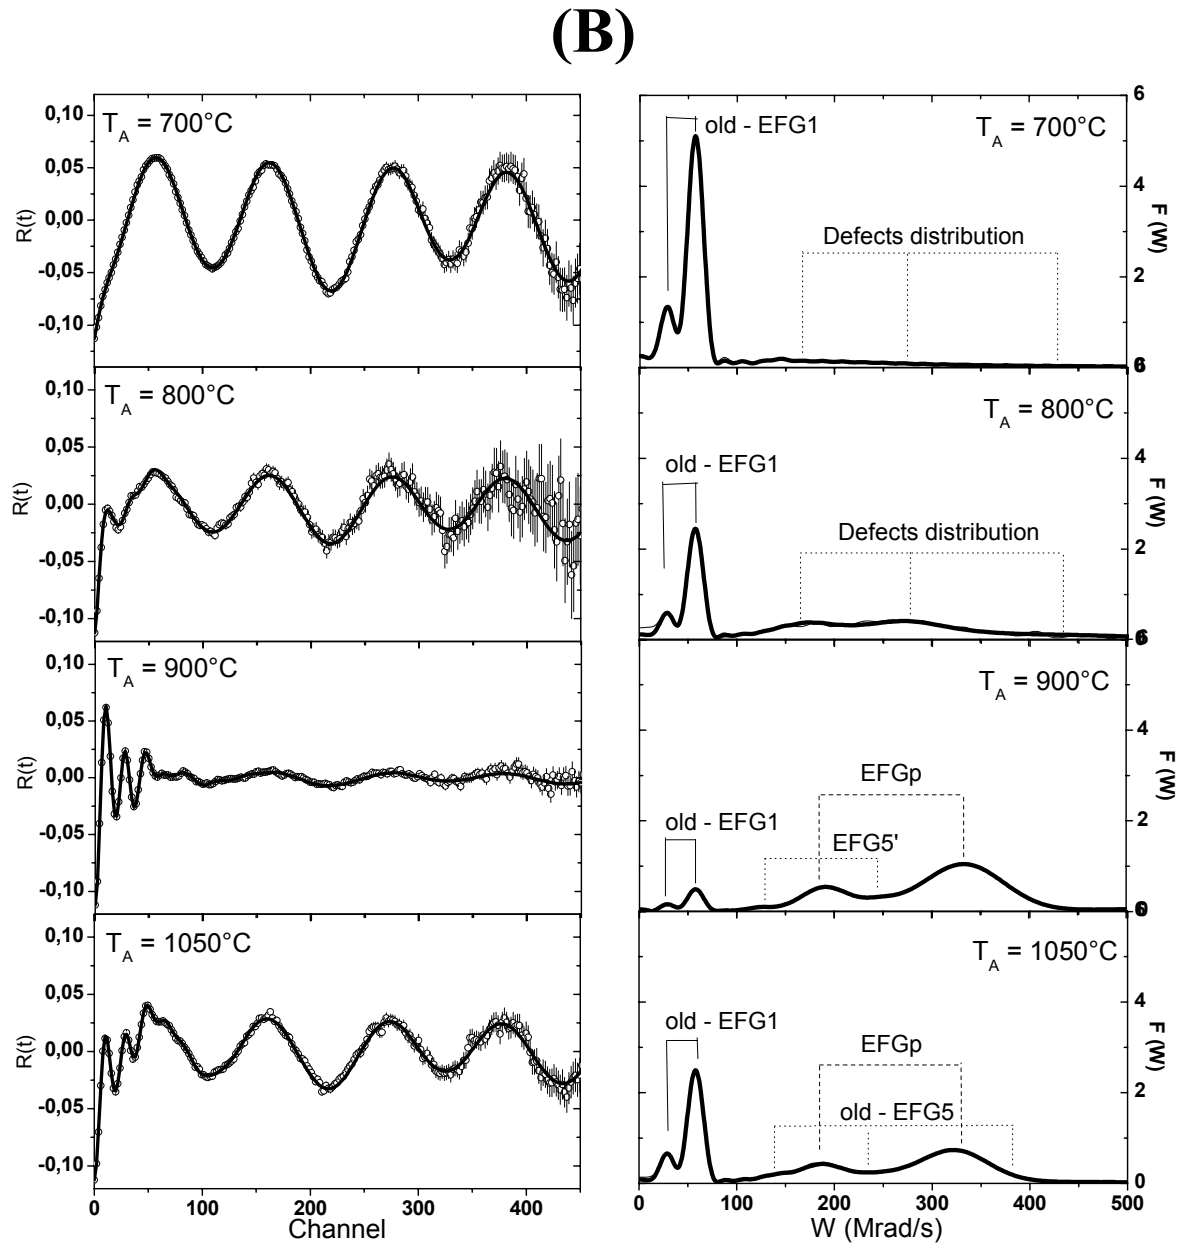 (B)
0,10
0,05
0,00
-0,05
-0,10
R(t)
T_A = 700°C
old - EFG1
T_A = 700°C
Defects distribution
6
4
2
6
F (W)
0,10
0,05
0,00
-0,05
-0,10
R(t)
T_A = 800°C
old - EFG1
T_A = 800°C
Defects distribution
4
2
6
F (W)
0,10
0,05
0,00
-0,05
-0,10
R(t)
T_A = 900°C
T_A = 900°C
EFGp
old - EFG1
EFG5'
4
2
6
F (W)
0,10
0,05
0,00
-0,05
-0,10
R(t)
T_A = 1050°C
T_A = 1050°C
old - EFG1
EFGp
old - EFG5
4
2
0
F (W)
0 100 200 300 400
Channel
0 100 200 300 400 500
W (Mrad/s)